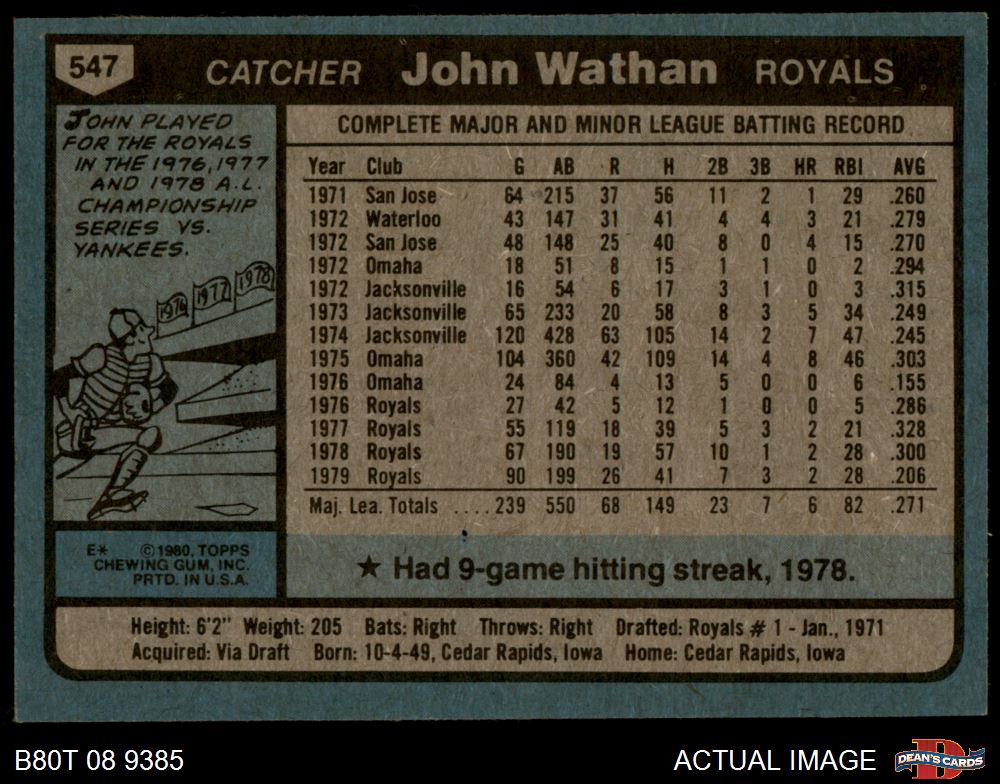 547
CATCHER John Wathan ROYALS
JOHN PLAYED
FOR THE ROYALS
IN THE 1976, 1977
AND 1978 A.L.
CHAMPIONSHIP
SERIES VS.
YANKEES.
1976 1977 1978
COMPLETE MAJOR AND MINOR LEAGUE BATTING RECORD
Year Club G AB R H 2B 3B HR RBI AVG
1971 San Jose 64 215 37 56 11 2 1 29 .260
1972 Waterloo 43 147 31 41 4 4 3 21 .279
1972 San Jose 48 148 25 40 8 0 4 15 .270
1972 Omaha 18 51 8 15 1 1 0 2 .294
1972 Jacksonville 16 54 6 17 3 1 0 3 .315
1973 Jacksonville 65 233 20 58 8 3 5 34 .249
1974 Jacksonville 120 428 63 105 14 2 7 47 .245
1975 Omaha 104 360 42 109 14 4 8 46 .303
1976 Omaha 24 84 4 13 5 0 0 6 .155
1976 Royals 27 42 5 12 1 0 0 5 .286
1977 Royals 55 119 18 39 5 3 2 21 .328
1978 Royals 67 190 19 57 10 1 2 28 .300
1979 Royals 90 199 26 41 7 3 2 28 .206
Maj. Lea. Totals ....239 550 68 149 23 7 6 82 .271
E* ©1980, TOPPS
CHEWING GUM, INC.
PRTD. IN U.S.A.
★ Had 9-game hitting streak, 1978.
Height: 6'2" Weight: 205 Bats: Right Throws: Right Drafted: Royals # 1 - Jan., 1971
Acquired: Via Draft Born: 10-4-49, Cedar Rapids, Iowa Home: Cedar Rapids, Iowa
B80T 08 9385
ACTUAL IMAGE
D
DEAN'S CARDS